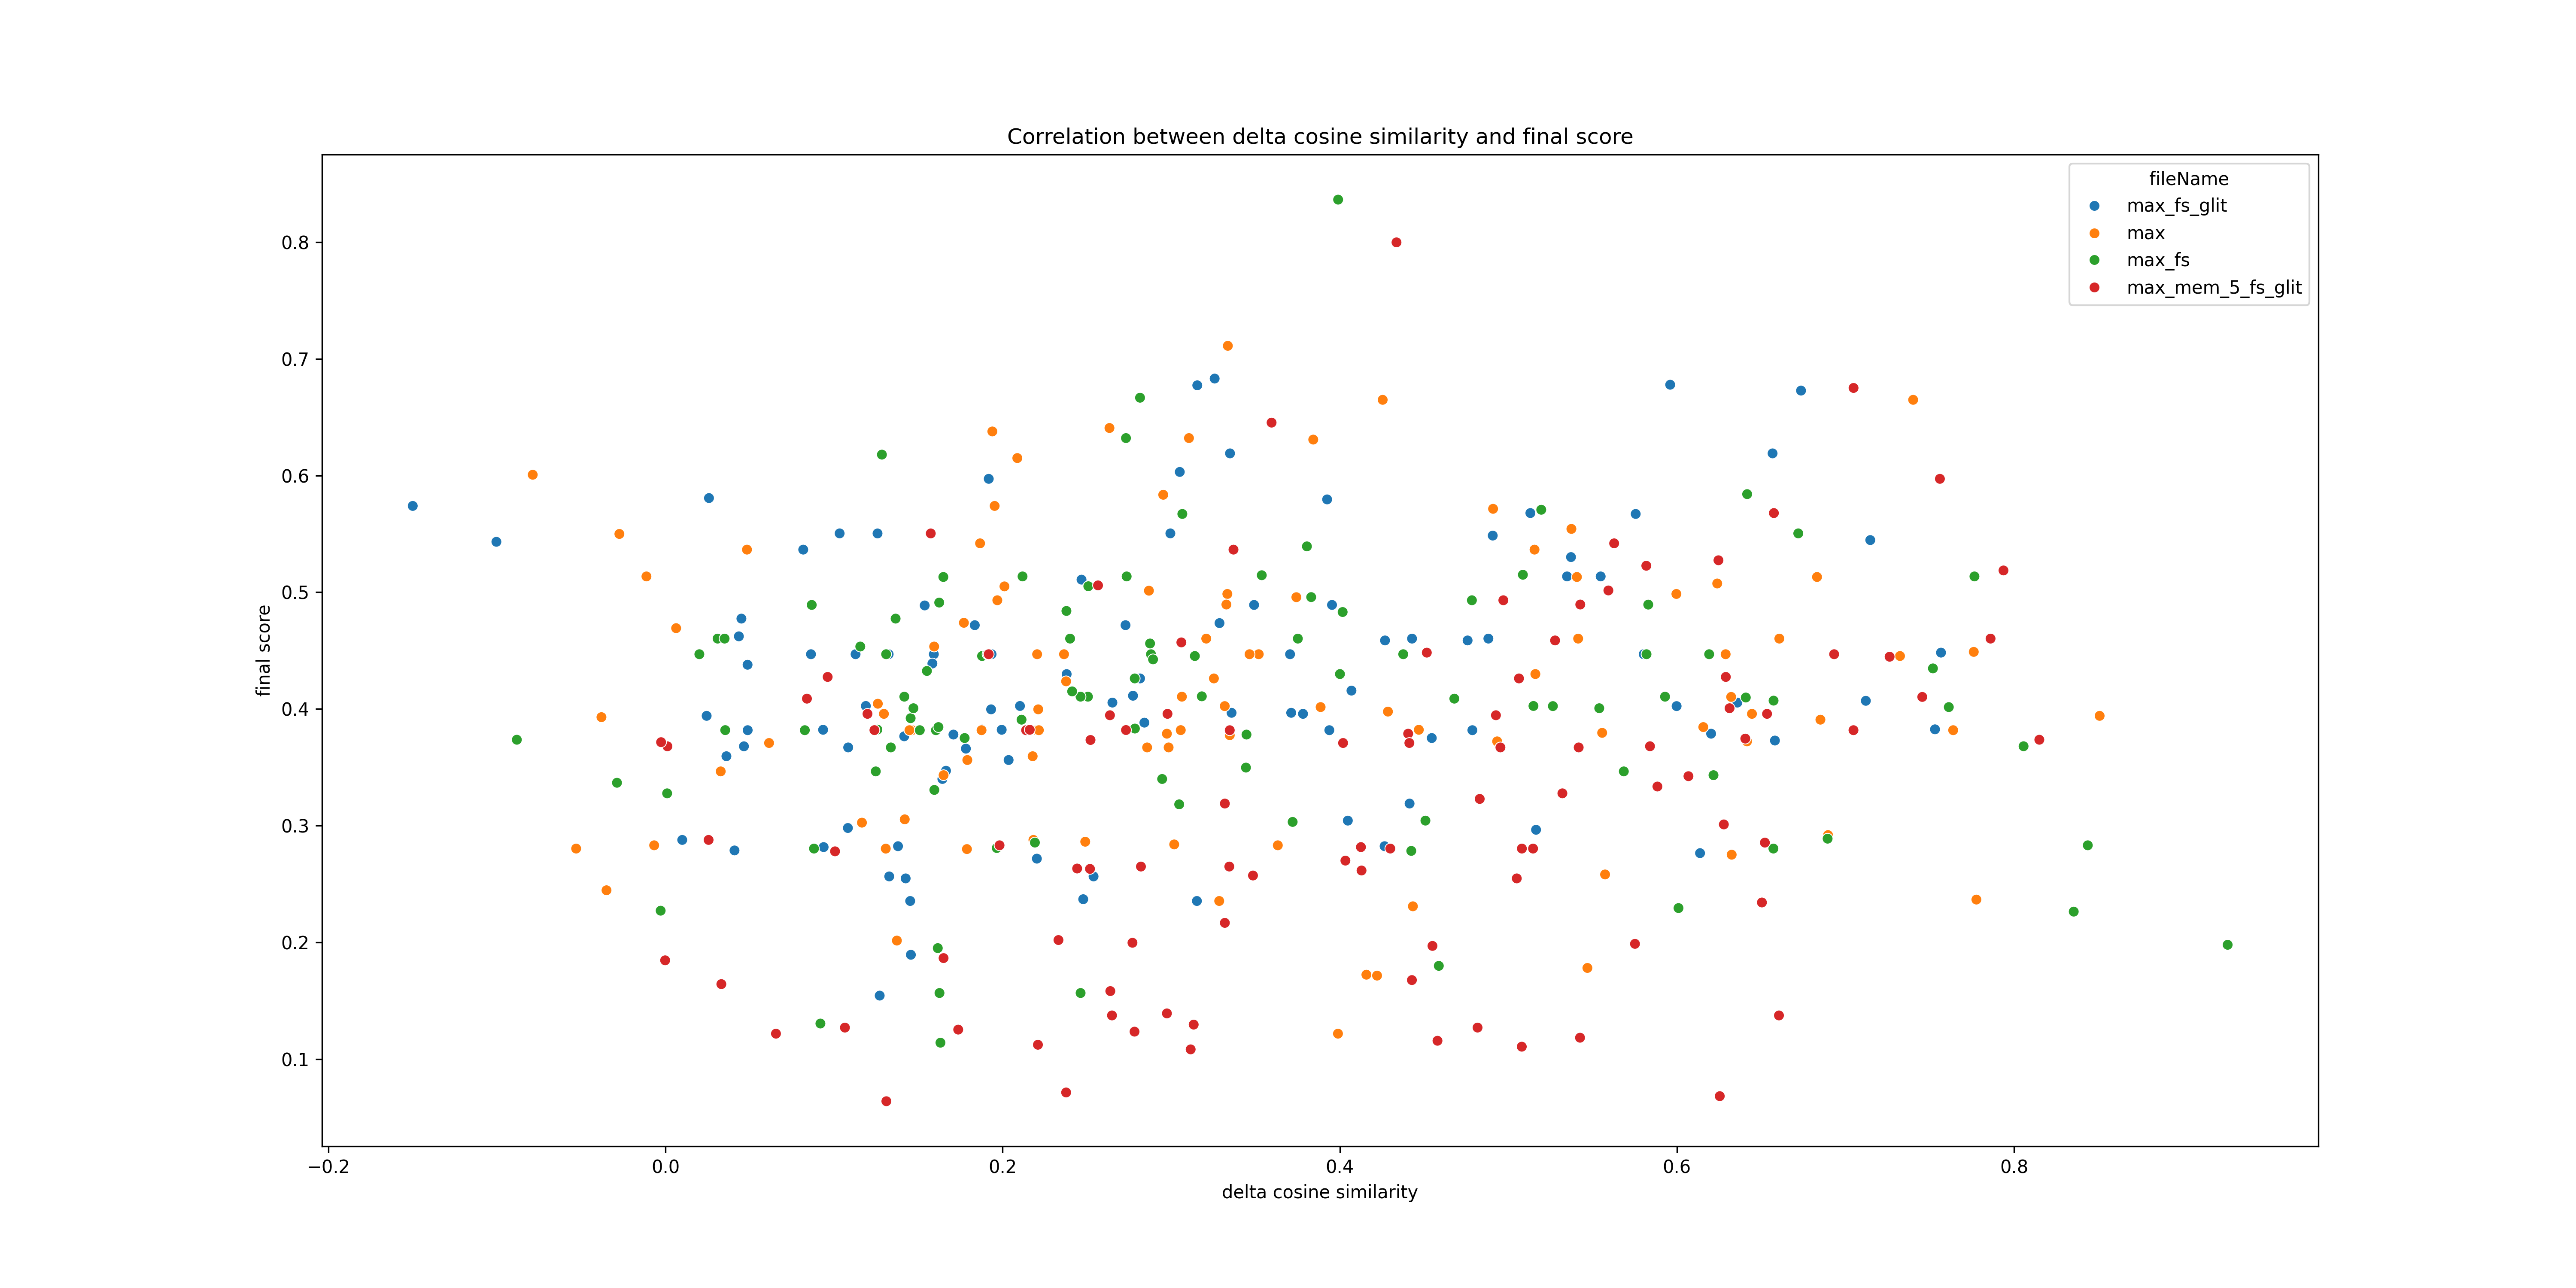 Correlation between delta cosine similarity and final score
fileName
max_fs_glit
max
max_fs
max_mem_5_fs_glit
final score
0.8
0.7
0.6
0.5
0.4
0.3
0.2
0.1
−0.2 0.0 0.2 0.4 0.6 0.8
delta cosine similarity